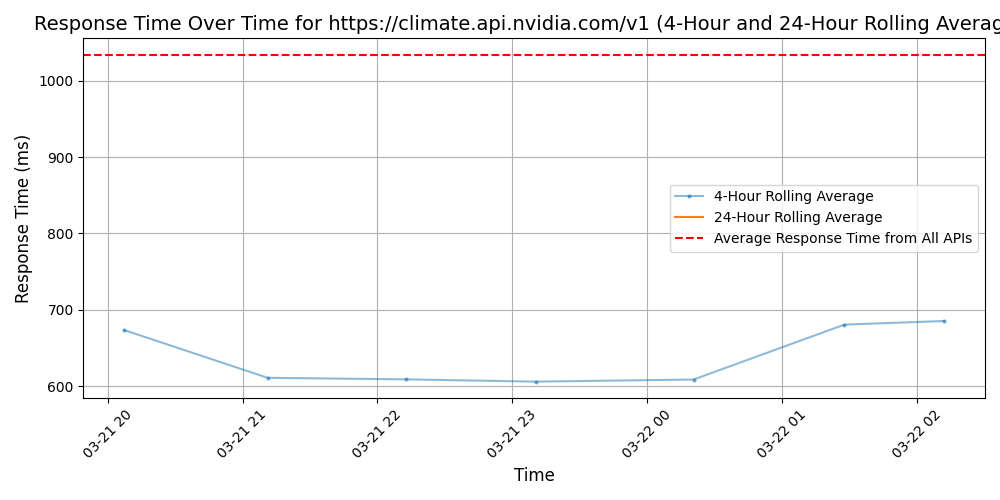 Response Time Over Time for https://climate.api.nvidia.com/v1 (4-Hour and 24-Hour Rolling Averag
Response Time (ms)
1000
900
800
700
600
4-Hour Rolling Average
24-Hour Rolling Average
Average Response Time from All APIs
03-21 20
03-21 21
03-21 22
03-21 23
03-22 00
03-22 01
03-22 02
Time